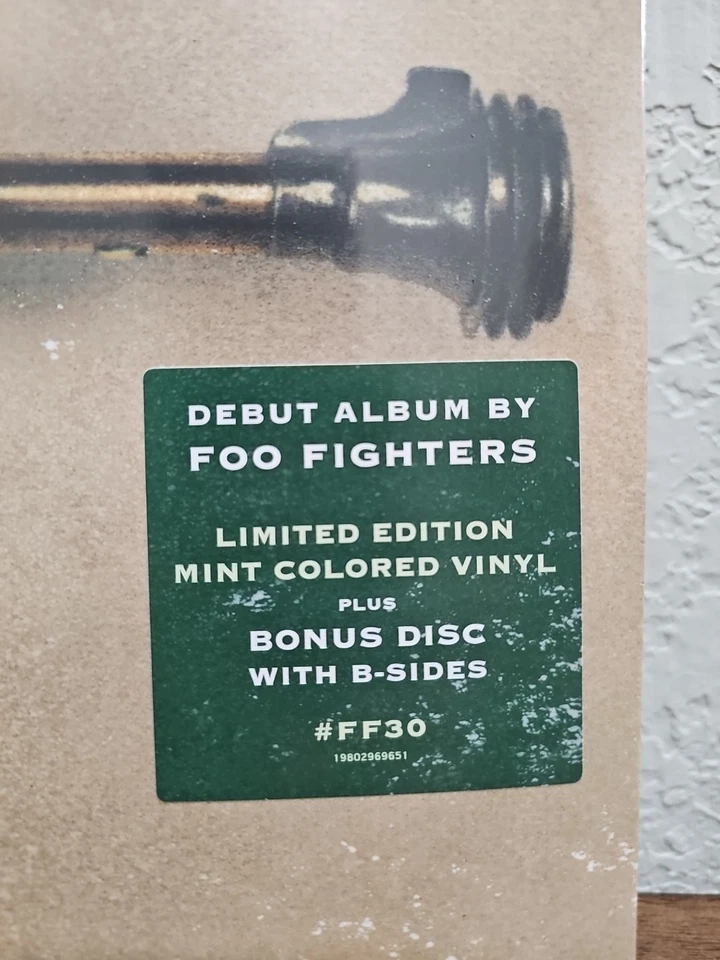 DEBUT ALBUM BY
FOO FIGHTERS
LIMITED EDITION
MINT COLORED VINYL
PLUS
BONUS DISC
WITH B-SIDES
#FF30
19802969651